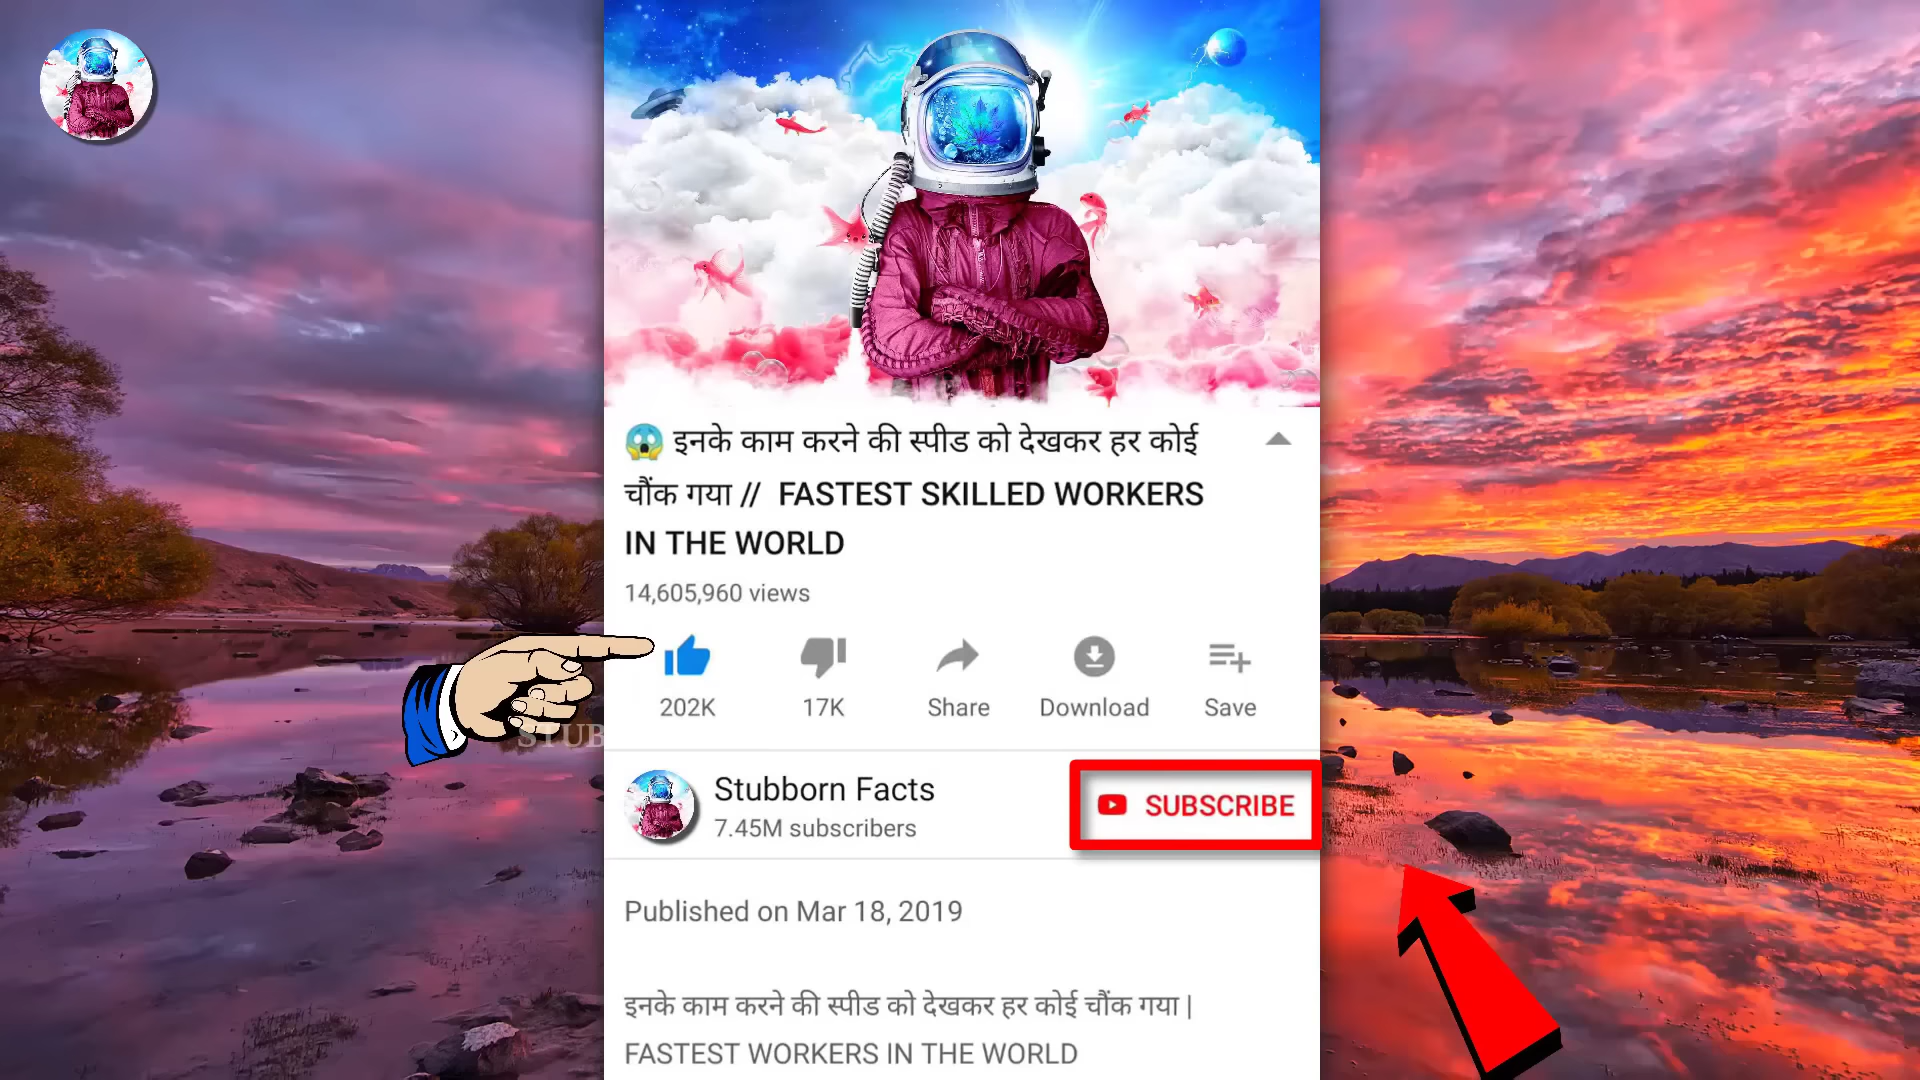 😱 इनके काम करने की स्पीड को देखकर हर कोई
चौंक गया // FASTEST SKILLED WORKERS
IN THE WORLD
14,605,960 views
202K
17K
Share
Download
Save
STUB
Stubborn Facts
7.45M subscribers
SUBSCRIBE
Published on Mar 18, 2019
इनके काम करने की स्पीड को देखकर हर कोई चौंक गया |
FASTEST WORKERS IN THE WORLD